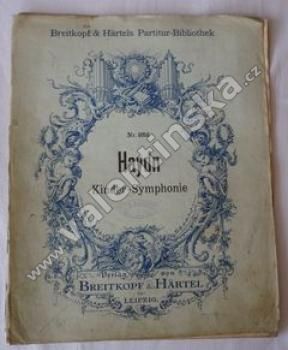 Breitkopf & Härtels Partitur-Bibliothek
Haydn
Kinder-Symphonie
Verlag von
BREITKOPF & HÄRTEL
LEIPZIG.
www.valentinska.cz